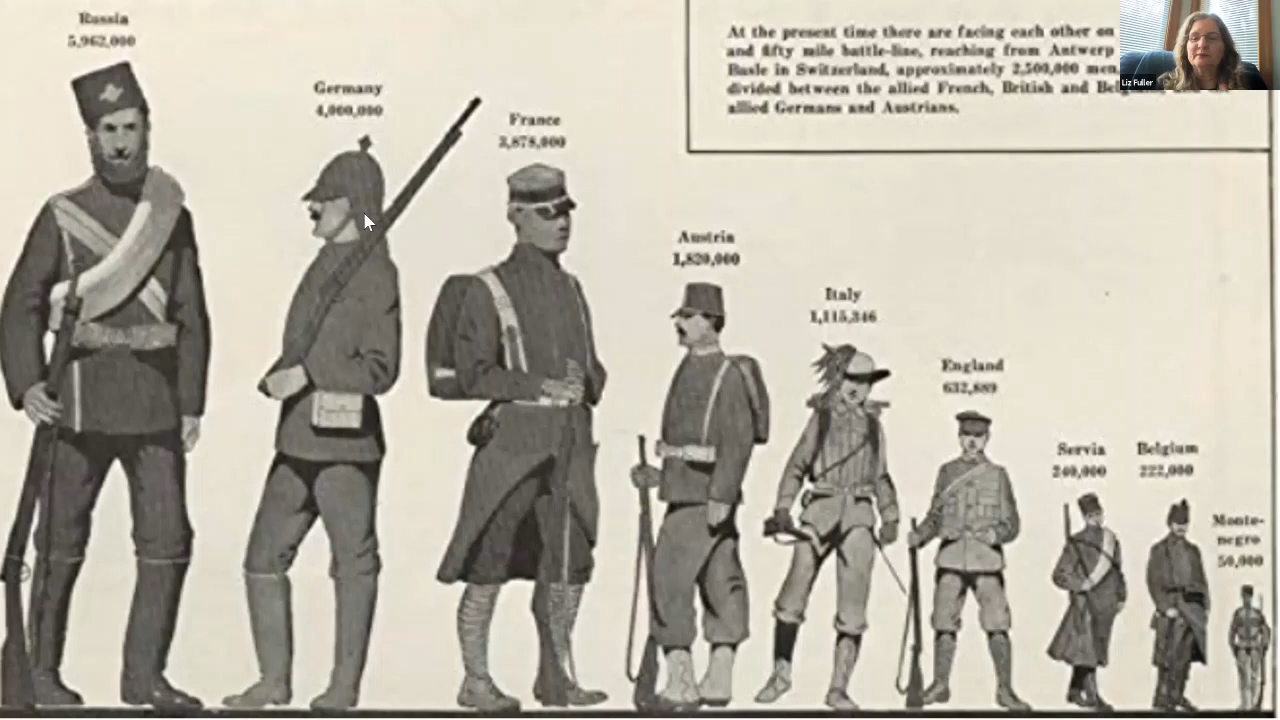 Russia
5,962,000
Germany
4,000,000
France
3,878,000
Austria
1,820,000
Italy
1,115,346
England
632,889
Servia
240,000
Belgium
222,000
Monte-
negro
50,000
At the present time there are facing each other on
and fifty mile battle-line, reaching from Antwerp
Basle in Switzerland, approximately 2,500,000 men,
divided between the allied French, British and
allied Germans and Austrians.
Liz Fuller